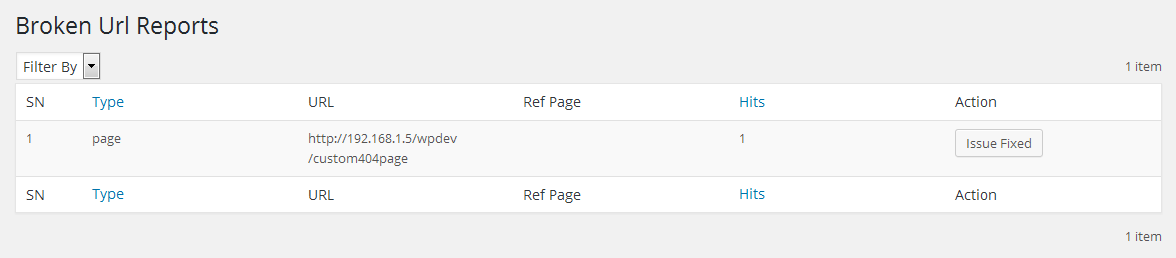 Broken Url Reports
Filter By
1 item
SN Type URL Ref Page Hits Action
1 page http://192.168.1.5/wpdev 1 Issue Fixed
/custom404page
SN Type URL Ref Page Hits Action
1 item